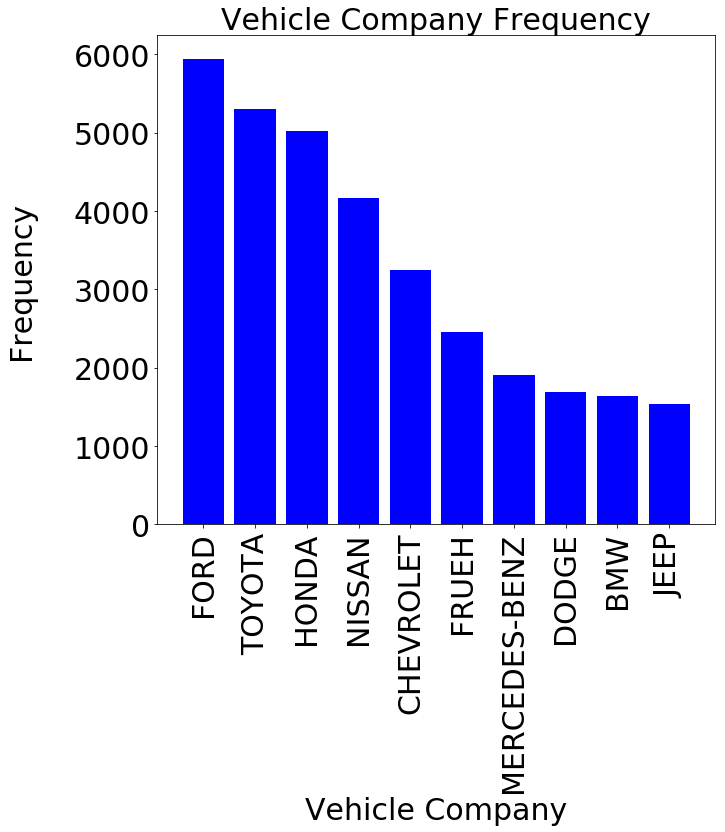 Vehicle Company Frequency
Frequency
6000
5000
4000
3000
2000
1000
0
FORD
TOYOTA
HONDA
NISSAN
CHEVROLET
FRUEH
MERCEDES-BENZ
DODGE
BMW
JEEP
Vehicle Company